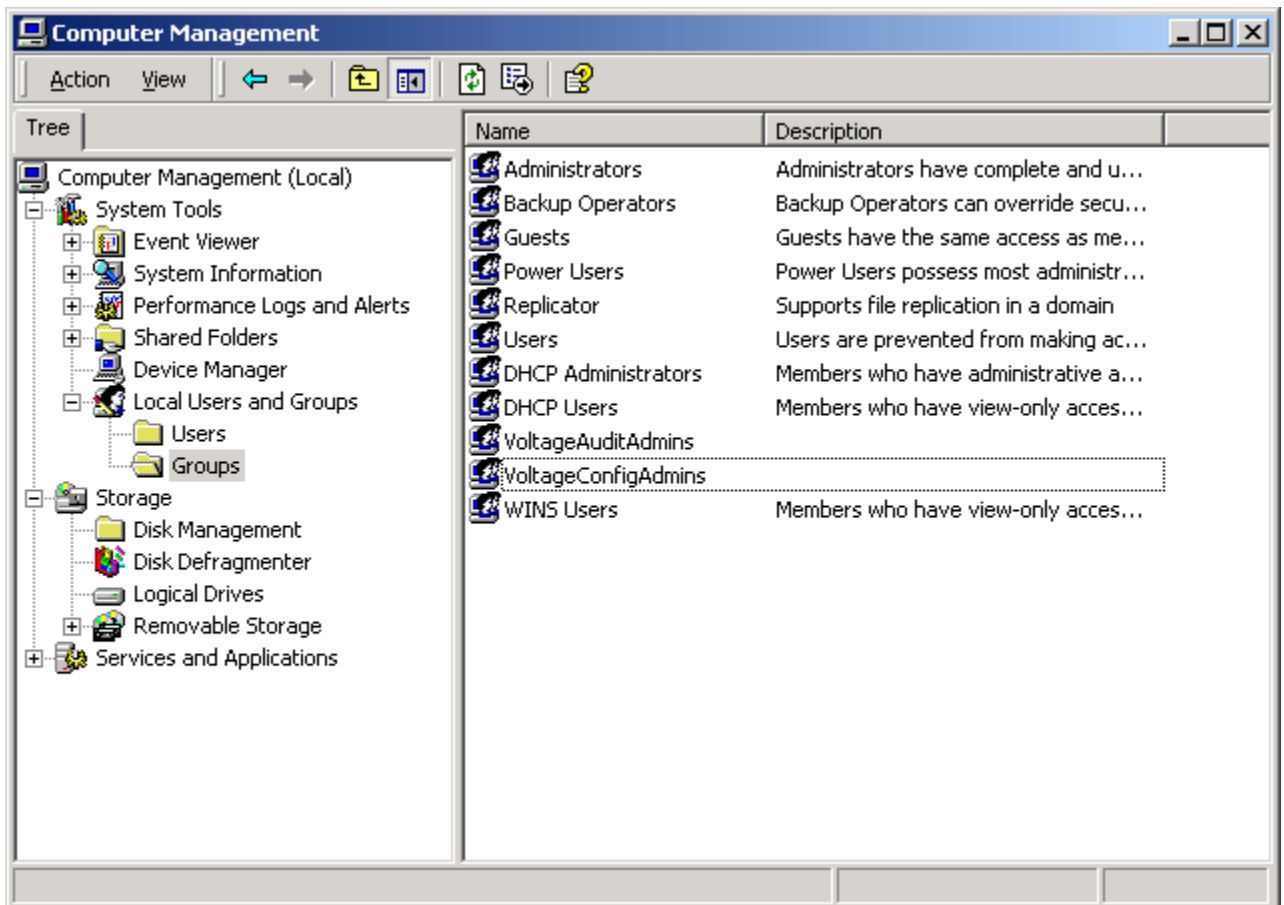 Computer Management
Action View
Tree
Computer Management (Local)
System Tools
Event Viewer
System Information
Performance Logs and Alerts
Shared Folders
Device Manager
Local Users and Groups
Users
Groups
Storage
Disk Management
Disk Defragmenter
Logical Drives
Removable Storage
Services and Applications
Name Description
Administrators Administrators have complete and u...
Backup Operators Backup Operators can override secu...
Guests Guests have the same access as me...
Power Users Power Users possess most administr...
Replicator Supports file replication in a domain
Users Users are prevented from making ac...
DHCP Administrators Members who have administrative a...
DHCP Users Members who have view-only acces...
VoltageAuditAdmins
VoltageConfigAdmins
WINS Users Members who have view-only acces...